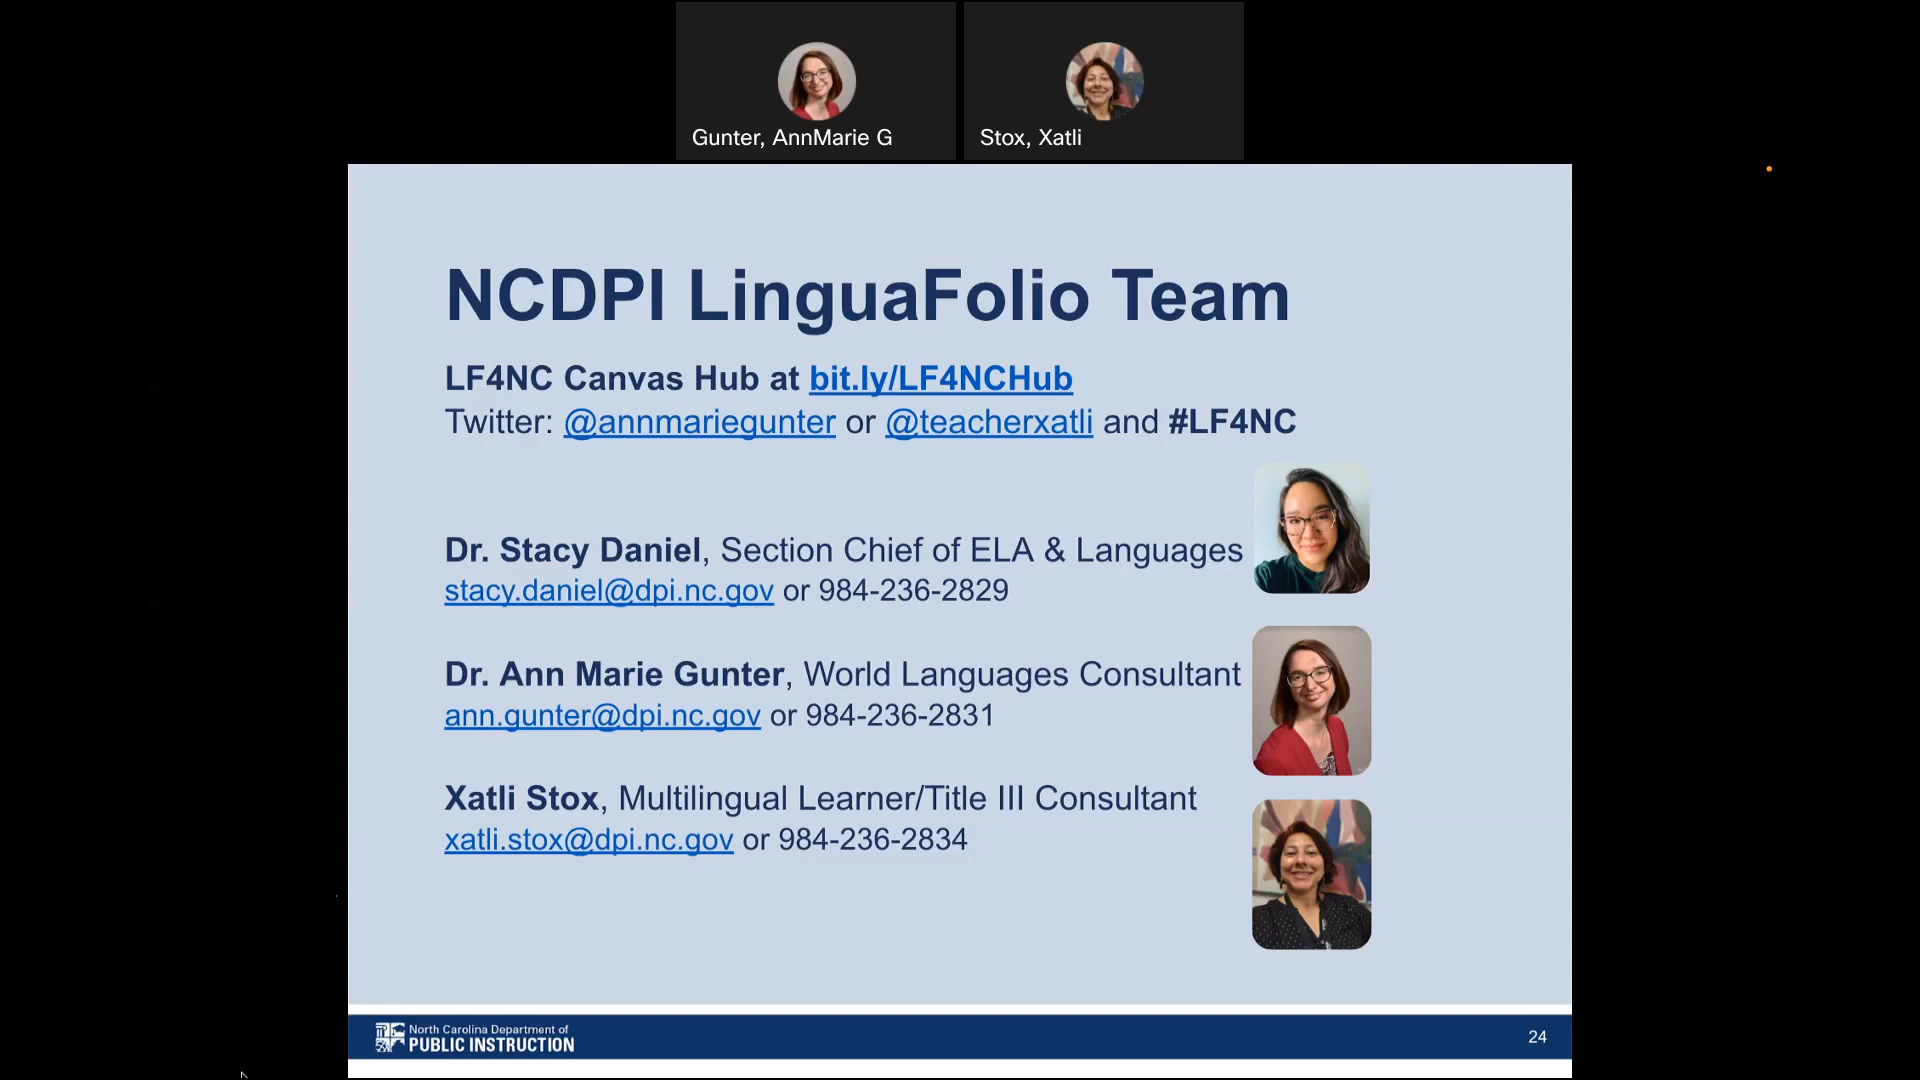 Gunter, AnnMarie G
Stox, Xatli
NCDPI LinguaFolio Team
LF4NC Canvas Hub at bit.ly/LF4NCHub
Twitter: @annmariegunter or @teacherxatli and #LF4NC
Dr. Stacy Daniel, Section Chief of ELA & Languages
stacy.daniel@dpi.nc.gov or 984-236-2829
Dr. Ann Marie Gunter, World Languages Consultant
ann.gunter@dpi.nc.gov or 984-236-2831
Xatli Stox, Multilingual Learner/Title III Consultant
xatli.stox@dpi.nc.gov or 984-236-2834
North Carolina Department of
PUBLIC INSTRUCTION
24